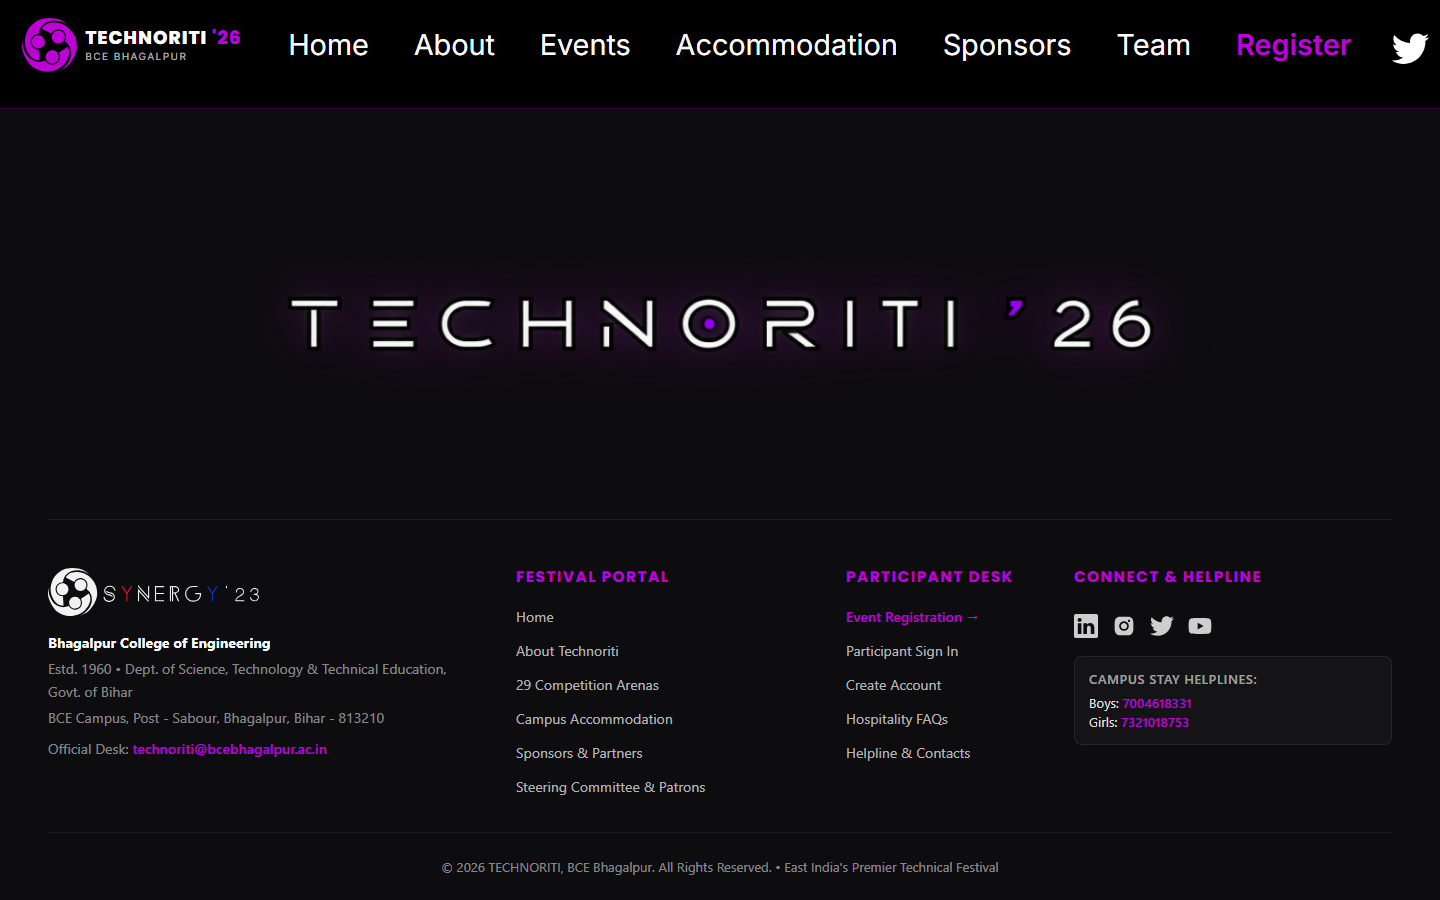 TECHNORITI '26
BCE BHAGALPUR
Home
About
Events
Accommodation
Sponsors
Team
Register
TECHNORITI '26
SYNERGY '23
Bhagalpur College of Engineering
Estd. 1960 • Dept. of Science, Technology & Technical Education,
Govt. of Bihar
BCE Campus, Post - Sabour, Bhagalpur, Bihar - 813210
Official Desk: technoriti@bcebhagalpur.ac.in
FESTIVAL PORTAL
Home
About Technoriti
29 Competition Arenas
Campus Accommodation
Sponsors & Partners
Steering Committee & Patrons
PARTICIPANT DESK
Event Registration →
Participant Sign In
Create Account
Hospitality FAQs
Helpline & Contacts
CONNECT & HELPLINE
in
CAMPUS STAY HELPLINES:
Boys: 7004618331
Girls: 7321018753
© 2026 TECHNORITI, BCE Bhagalpur. All Rights Reserved. • East India's Premier Technical Festival